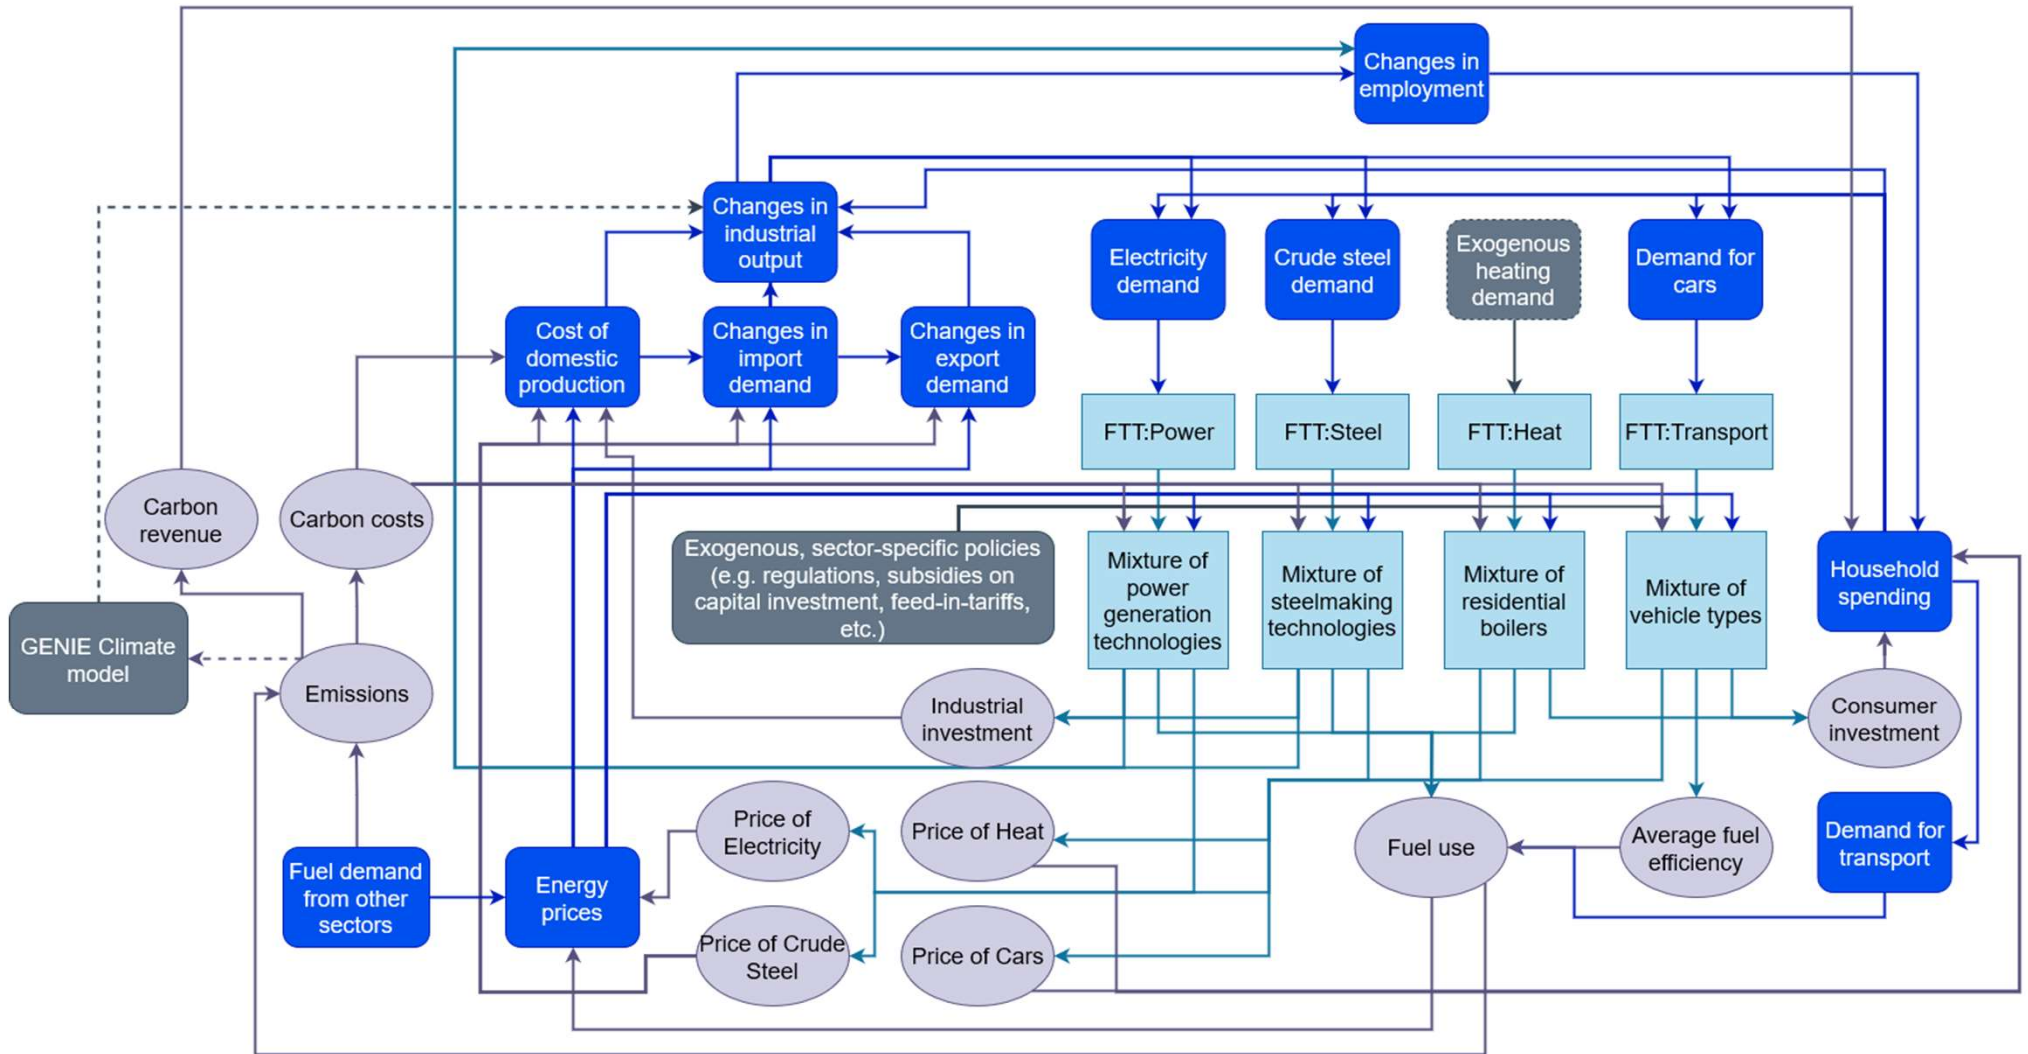 Changes in
employment
Changes in
industrial
output
Electricity
demand
Crude steel
demand
Exogenous
heating
demand
Demand for
cars
Cost of
domestic
production
Changes in
import
demand
Changes in
export
demand
FTT:Power
FTT:Steel
FTT:Heat
FTT:Transport
Carbon
revenue
Carbon costs
Exogenous, sector-specific policies
(e.g. regulations, subsidies on
capital investment, feed-in-tariffs,
etc.)
Mixture of
power
generation
technologies
Mixture of
steelmaking
technologies
Mixture of
residential
boilers
Mixture of
vehicle types
Household
spending
GENIE Climate
model
Emissions
Industrial
investment
Consumer
investment
Price of
Electricity
Price of Heat
Fuel use
Average fuel
efficiency
Demand for
transport
Fuel demand
from other
sectors
Energy
prices
Price of Crude
Steel
Price of Cars